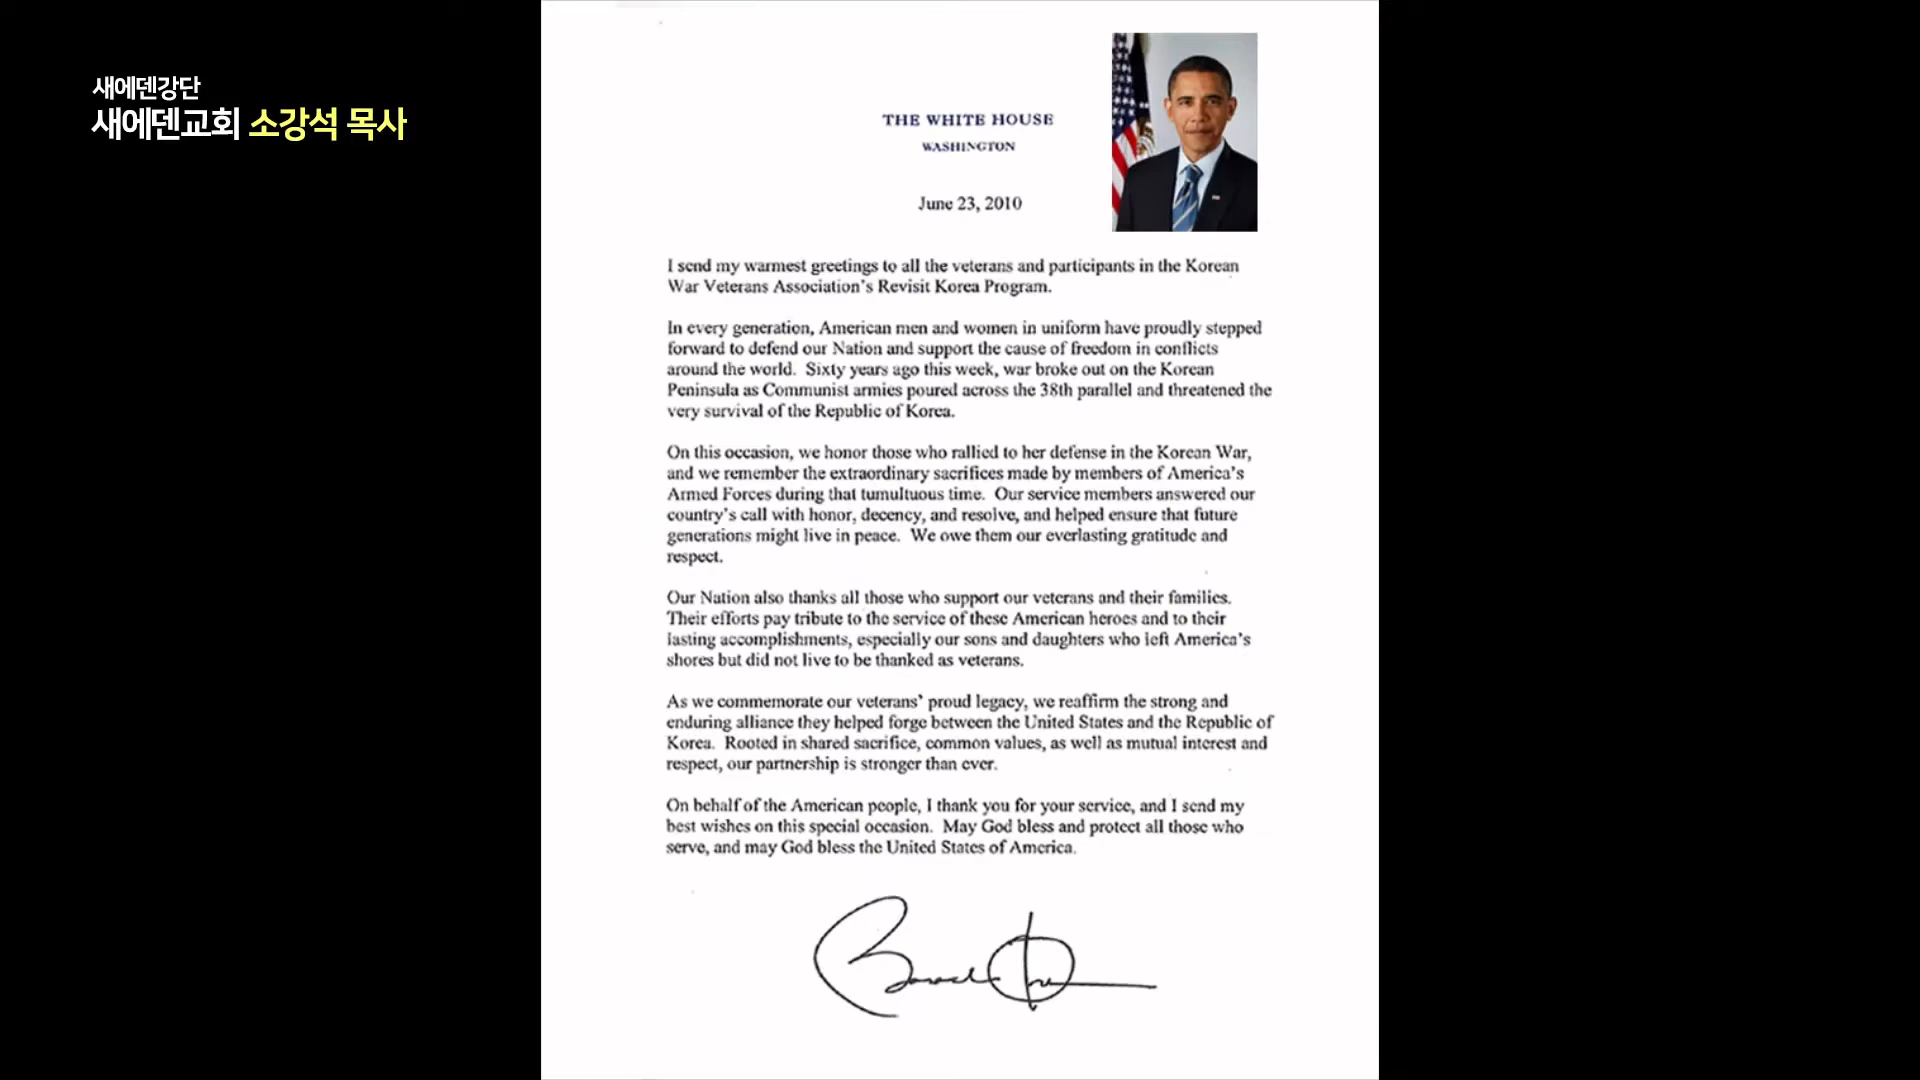 새에덴강단
새에덴교회 소강석 목사
THE WHITE HOUSE
WASHINGTON
June 23, 2010
I send my warmest greetings to all the veterans and participants in the Korean
War Veterans Association's Revisit Korea Program.
In every generation, American men and women in uniform have proudly stepped
forward to defend our Nation and support the cause of freedom in conflicts
around the world. Sixty years ago this week, war broke out on the Korean
Peninsula as Communist armies poured across the 38th parallel and threatened the
very survival of the Republic of Korea.
On this occasion, we honor those who rallied to her defense in the Korean War,
and we remember the extraordinary sacrifices made by members of America's
Armed Forces during that tumultuous time. Our service members answered our
country's call with honor, decency, and resolve, and helped ensure that future
generations might live in peace. We owe them our everlasting gratitude and
respect.
Our Nation also thanks all those who support our veterans and their families.
Their efforts pay tribute to the service of these American heroes and to their
lasting accomplishments, especially our sons and daughters who left America's
shores but did not live to be thanked as veterans.
As we commemorate our veterans' proud legacy, we reaffirm the strong and
enduring alliance they helped forge between the United States and the Republic of
Korea. Rooted in shared sacrifice, common values, as well as mutual interest and
respect, our partnership is stronger than ever.
On behalf of the American people, I thank you for your service, and I send my
best wishes on this special occasion. May God bless and protect all those who
serve, and may God bless the United States of America.